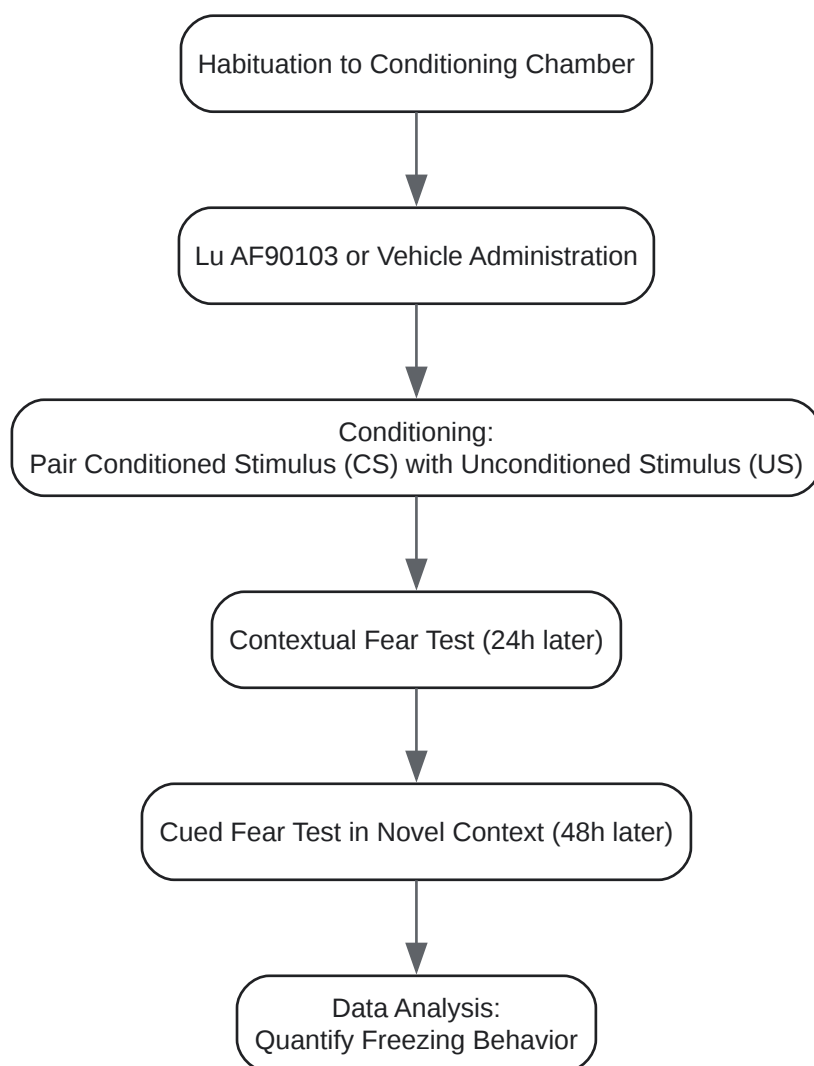 Habituation to Conditioning Chamber
Lu AF90103 or Vehicle Administration
Conditioning:
Pair Conditioned Stimulus (CS) with Unconditioned Stimulus (US)
Contextual Fear Test (24h later)
Cued Fear Test in Novel Context (48h later)
Data Analysis:
Quantify Freezing Behavior